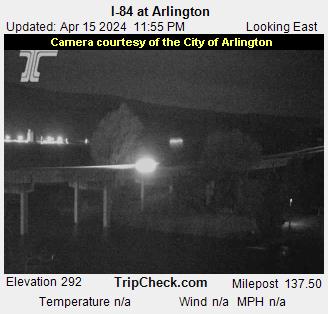 I-84 at Arlington
Updated: Apr 15 2024 11:55 PM Looking East
Camera courtesy of the City of Arlington
Elevation 292 TripCheck.com Milepost 137.50
Temperature n/a Wind n/a MPH n/a